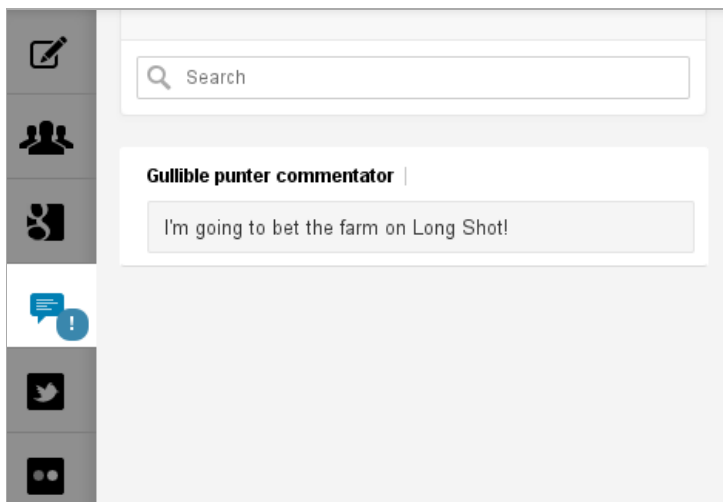 Search
Gullible punter commentator
I'm going to bet the farm on Long Shot!
!